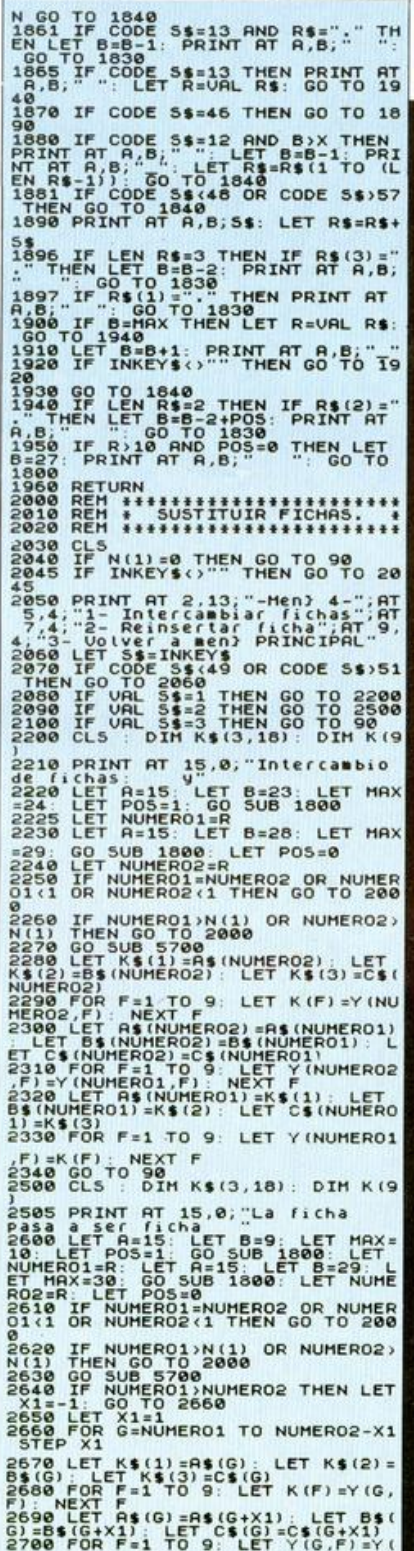 N GO TO 1840
1861 IF CODE S$=13 AND R$="." TH
EN LET B=B-1: PRINT AT A,B;" ":
GO TO 1830
1865 IF CODE S$=13 THEN PRINT AT
A,B;" ": LET R=VAL R$: GO TO 19
40
1870 IF CODE S$=46 THEN GO TO 18
90
1880 IF CODE S$=12 AND B>X THEN
PRINT AT A,B;" ": LET B=B-1: PRI
NT AT A,B;"_": LET R$=R$(1 TO (L
EN R$-1)): GO TO 1840
1881 IF CODE S$<48 OR CODE S$>57
THEN GO TO 1840
1890 PRINT AT A,B;S$: LET R$=R$+
S$
1896 IF LEN R$=3 THEN IF R$(3)="
." THEN LET B=B-2: PRINT AT A,B;
"   ": GO TO 1830
1897 IF R$(1)="." THEN PRINT AT
A,B;"  ": GO TO 1830
1900 IF B=MAX THEN LET R=VAL R$:
GO TO 1940
1910 LET B=B+1: PRINT AT A,B;"_"
1920 IF INKEY$<>"" THEN GO TO 19
20
1930 GO TO 1840
1940 IF LEN R$=2 THEN IF R$(2)="
." THEN LET B=B-2+POS: PRINT AT
A,B;"  ": GO TO 1830
1950 IF R>10 AND POS=0 THEN LET
B=27: PRINT AT A,B;"  ": GO TO
1800
1960 RETURN
2000 REM *********************
2010 REM * SUSTITUIR FICHAS. *
2020 REM *********************
2030 CLS
2040 IF N(1)=0 THEN GO TO 90
2045 IF INKEY$<>"" THEN GO TO 20
45
2050 PRINT AT 2,13;"-Men} 4-";AT
5,4;"1- Intercambiar fichas";AT
7,4;"2- Reinsertar ficha";AT 9,
4;"3- Volver a men} PRINCIPAL"
2060 LET S$=INKEY$
2070 IF CODE S$<49 OR CODE S$>51
THEN GO TO 2060
2080 IF VAL S$=1 THEN GO TO 2200
2090 IF VAL S$=2 THEN GO TO 2500
2100 IF VAL S$=3 THEN GO TO 90
2200 CLS : DIM K$(3,18): DIM K(9
)
2210 PRINT AT 15,0;"Intercambio
de fichas:    y"
2220 LET A=15: LET B=23: LET MAX
=24: LET POS=1: GO SUB 1800
2225 LET NUMERO1=R
2230 LET A=15: LET B=28: LET MAX
=29: GO SUB 1800: LET POS=0
2240 LET NUMERO2=R
2250 IF NUMERO1=NUMERO2 OR NUMER
O1<1 OR NUMERO2<1 THEN GO TO 200
0
2260 IF NUMERO1>N(1) OR NUMERO2>
N(1) THEN GO TO 2000
2270 GO SUB 5700
2280 LET K$(1)=A$(NUMERO2): LET
K$(2)=B$(NUMERO2): LET K$(3)=C$(
NUMERO2)
2290 FOR F=1 TO 9: LET K(F)=Y(NU
MERO2,F): NEXT F
2300 LET A$(NUMERO2)=A$(NUMERO1)
: LET B$(NUMERO2)=B$(NUMERO1): L
ET C$(NUMERO2)=C$(NUMERO1)
2310 FOR F=1 TO 9: LET Y(NUMERO2
,F)=Y(NUMERO1,F): NEXT F
2320 LET A$(NUMERO1)=K$(1): LET
B$(NUMERO1)=K$(2): LET C$(NUMERO
1)=K$(3)
2330 FOR F=1 TO 9: LET Y(NUMERO1
,F)=K(F): NEXT F
2340 GO TO 90
2500 CLS : DIM K$(3,18): DIM K(9
)
2505 PRINT AT 15,0;"La ficha
pasa a ser ficha   "
2600 LET A=15: LET B=9: LET MAX=
10: LET POS=1: GO SUB 1800: LET
NUMERO1=R: LET A=15: LET B=29: L
ET MAX=30: GO SUB 1800: LET NUME
RO2=R: LET POS=0
2610 IF NUMERO1=NUMERO2 OR NUMER
O1<1 OR NUMERO2<1 THEN GO TO 200
0
2620 IF NUMERO1>N(1) OR NUMERO2>
N(1) THEN GO TO 2000
2630 GO SUB 5700
2640 IF NUMERO1>NUMERO2 THEN LET
X1=-1: GO TO 2660
2650 LET X1=1
2660 FOR G=NUMERO1 TO NUMERO2-X1
STEP X1
2670 LET K$(1)=A$(G): LET K$(2)=
B$(G): LET K$(3)=C$(G)
2680 FOR F=1 TO 9: LET K(F)=Y(G,
F): NEXT F
2690 LET A$(G)=A$(G+X1): LET B$(
G)=B$(G+X1): LET C$(G)=C$(G+X1)
2700 FOR F=1 TO 9: LET Y(G,F)=Y(